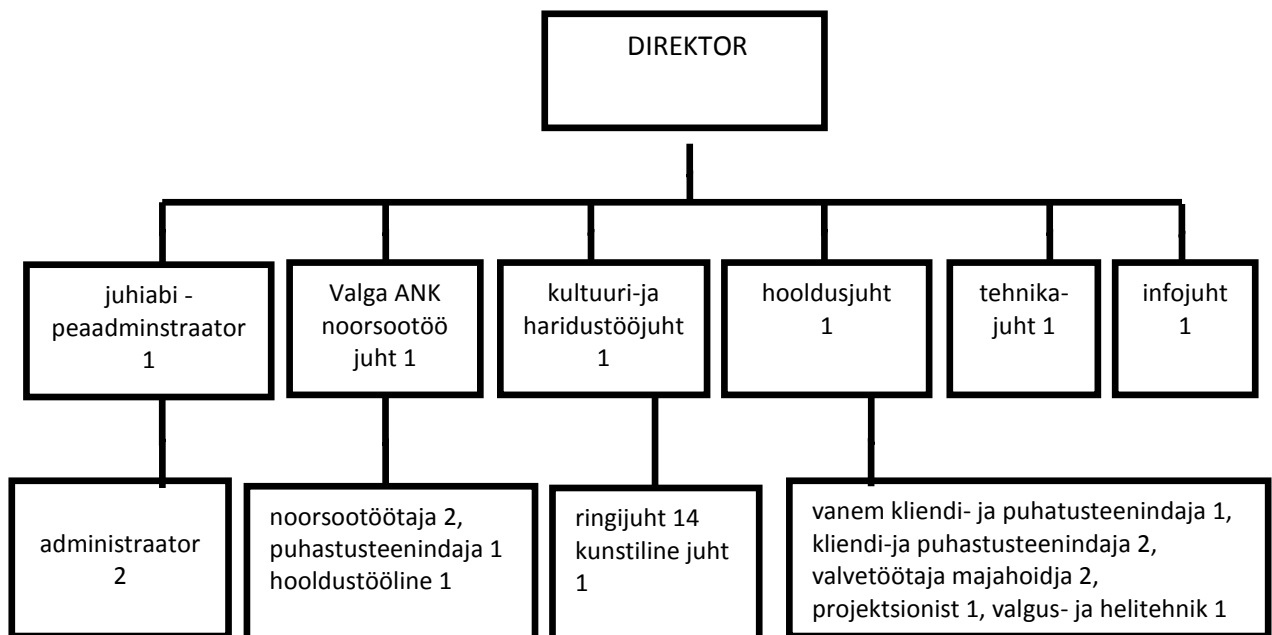 DIREKTOR
juhiabi -
peaadminstraator
1
Valga ANK
noorsootöö
juht 1
kultuuri-ja
haridustööjuht
1
hooldusjuht
1
tehnika-
juht 1
infojuht
1
administraator
2
noorsootöötaja 2,
puhastusteenindaja 1
hooldustööline 1
ringijuht 14
kunstiline juht
1
vanem kliendi- ja puhatusteenindaja 1,
kliendi-ja puhastusteenindaja 2,
valvetöötaja majahoidja 2,
projektsionist 1, valgus- ja helitehnik 1